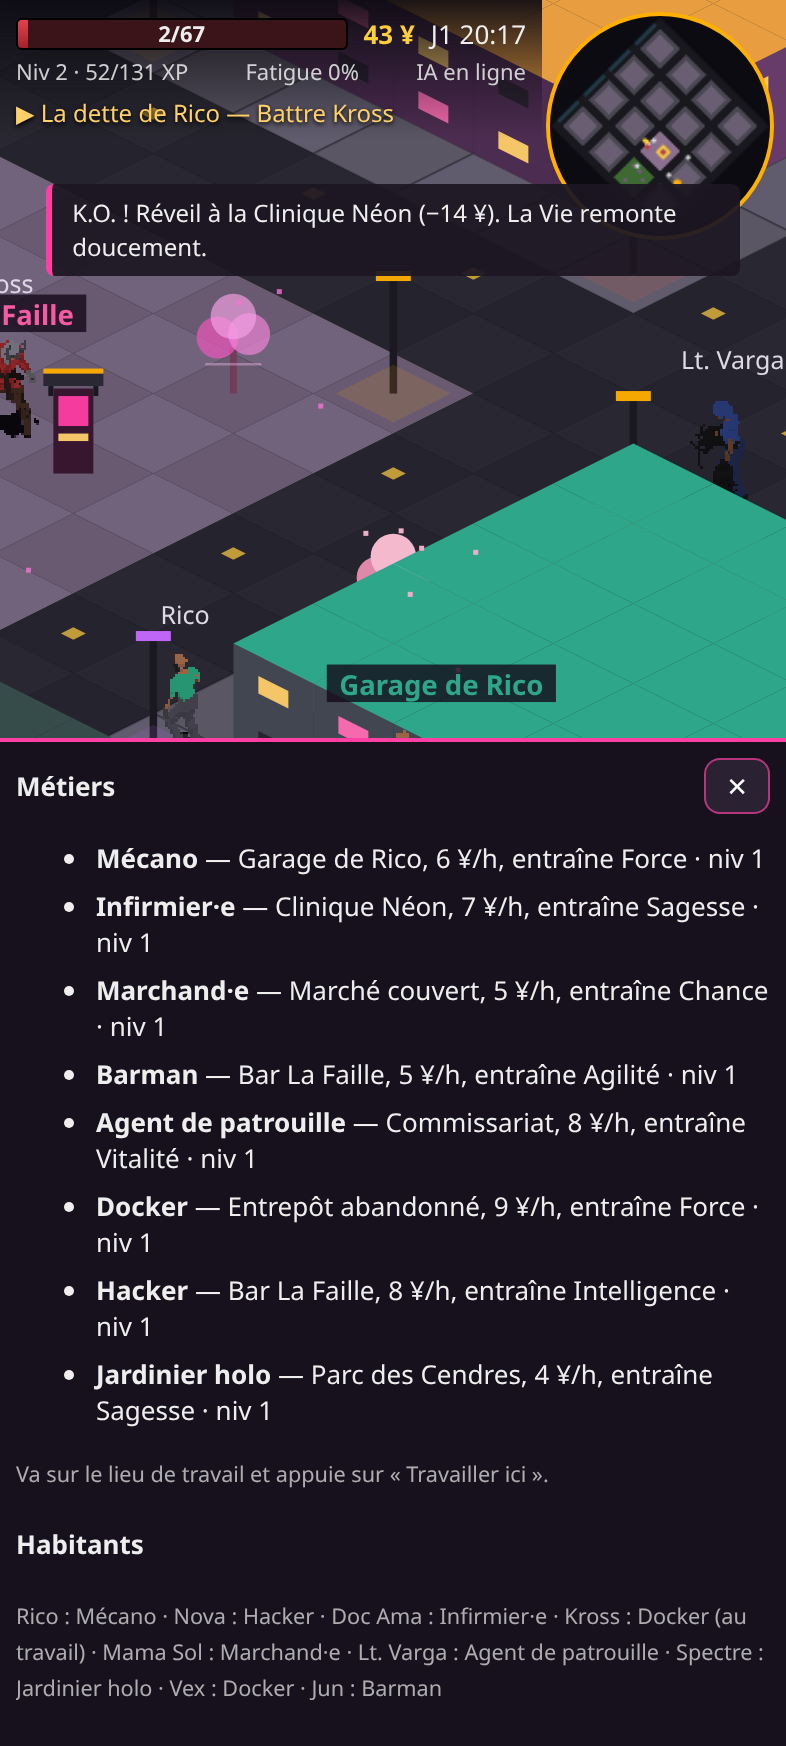 2/67 43 ¥ J1 20:17
Niv 2 · 52/131 XP Fatigue 0% IA en ligne
▶ La dette de Rico — Battre Kross
K.O. ! Réveil à la Clinique Néon (−14 ¥). La Vie remonte
doucement.
oss
Faille
Lt. Varga
Rico
Garage de Rico
Métiers
✕
• Mécano — Garage de Rico, 6 ¥/h, entraîne Force · niv 1
• Infirmier·e — Clinique Néon, 7 ¥/h, entraîne Sagesse ·
niv 1
• Marchand·e — Marché couvert, 5 ¥/h, entraîne Chance
· niv 1
• Barman — Bar La Faille, 5 ¥/h, entraîne Agilité · niv 1
• Agent de patrouille — Commissariat, 8 ¥/h, entraîne
Vitalité · niv 1
• Docker — Entrepôt abandonné, 9 ¥/h, entraîne Force ·
niv 1
• Hacker — Bar La Faille, 8 ¥/h, entraîne Intelligence ·
niv 1
• Jardinier holo — Parc des Cendres, 4 ¥/h, entraîne
Sagesse · niv 1
Va sur le lieu de travail et appuie sur « Travailler ici ».
Habitants
Rico : Mécano · Nova : Hacker · Doc Ama : Infirmier·e · Kross : Docker (au
travail) · Mama Sol : Marchand·e · Lt. Varga : Agent de patrouille · Spectre :
Jardinier holo · Vex : Docker · Jun : Barman